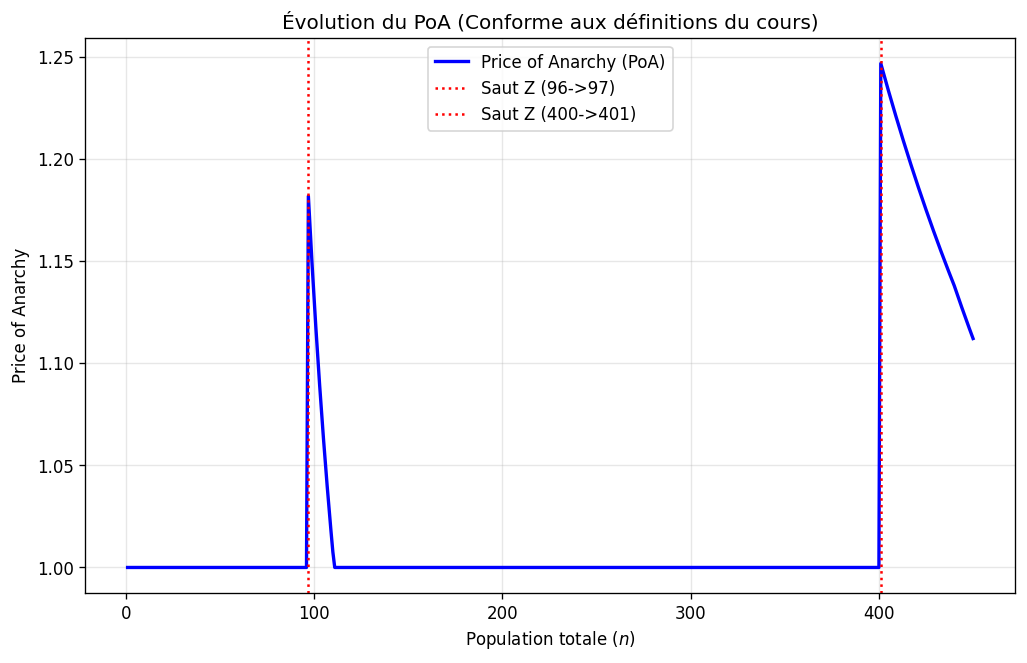 Évolution du PoA (Conforme aux définitions du cours)
Price of Anarchy (PoA)
Saut Z (96->97)
Saut Z (400->401)
Price of Anarchy
1.25
1.20
1.15
1.10
1.05
1.00
0 100 200 300 400
Population totale (n)